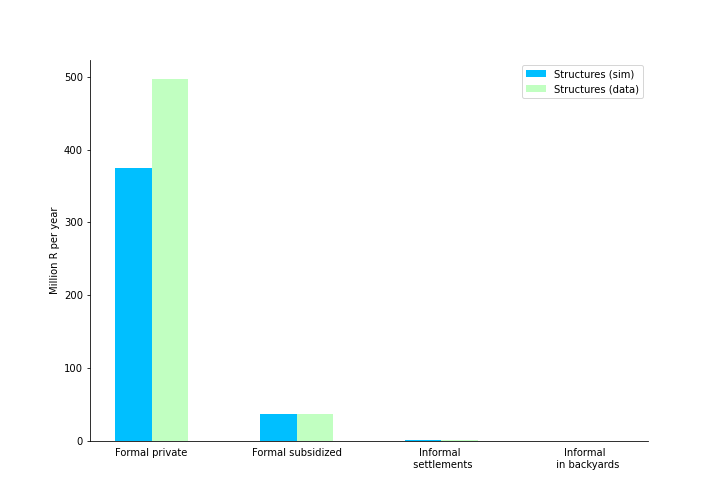 Structures (sim)
Structures (data)
500
400
300
200
100
0
Million R per year
Formal private
Formal subsidized
Informal
settlements
Informal
in backyards